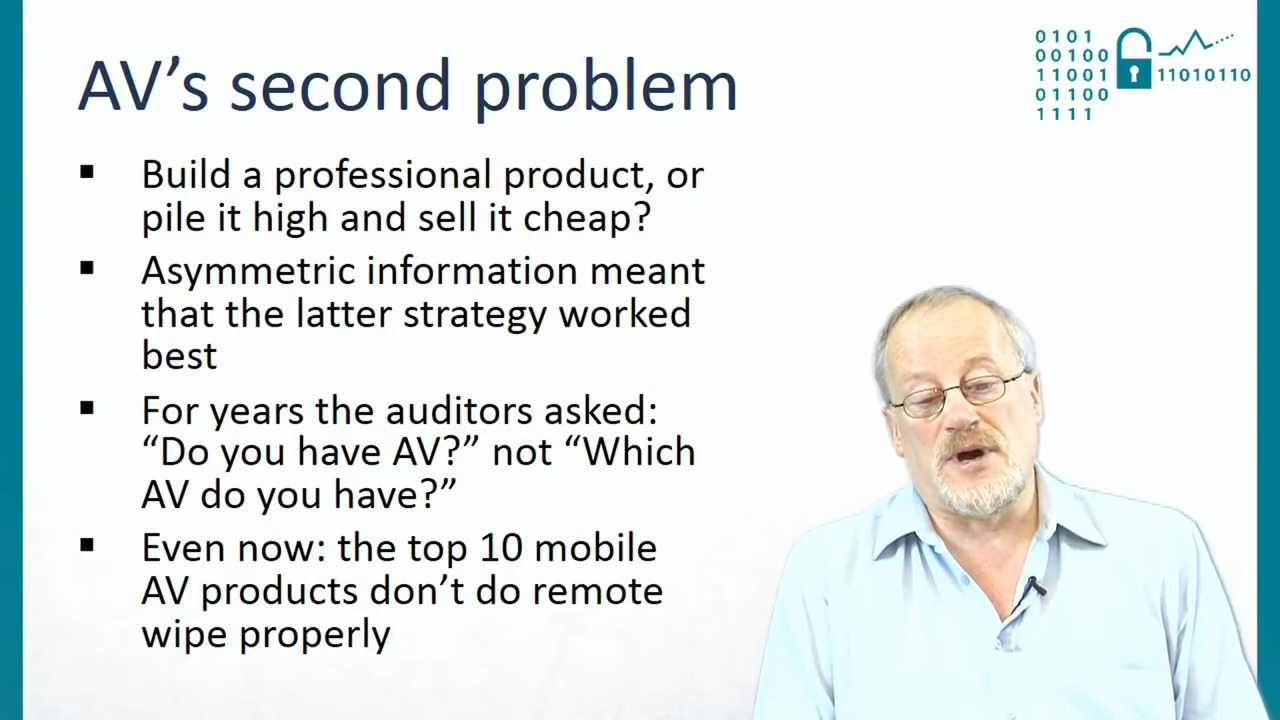 AV’s second problem
Build a professional product, or
pile it high and sell it cheap?
Asymmetric information meant
that the latter strategy worked
best
For years the auditors asked:
“Do you have AV?” not “Which
AV do you have?”
Even now: the top 10 mobile
AV products don’t do remote
wipe properly
0101
00100
11001
01100
1111
11010110